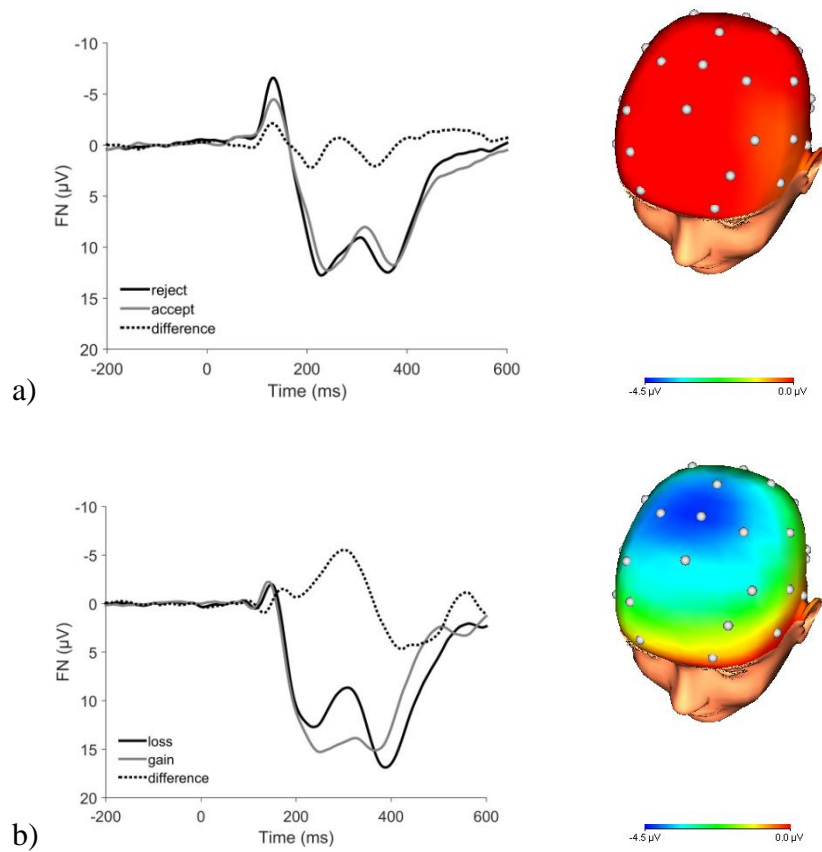 -10
-5
0
5
10
15
20
FN (µV)
reject
accept
difference
-200 0 200 400 600
Time (ms)
-4.5 µV 0.0 µV
a)
-10
-5
0
5
10
15
20
FN (µV)
loss
gain
difference
-200 0 200 400 600
Time (ms)
-4.5 µV 0.0 µV
b)